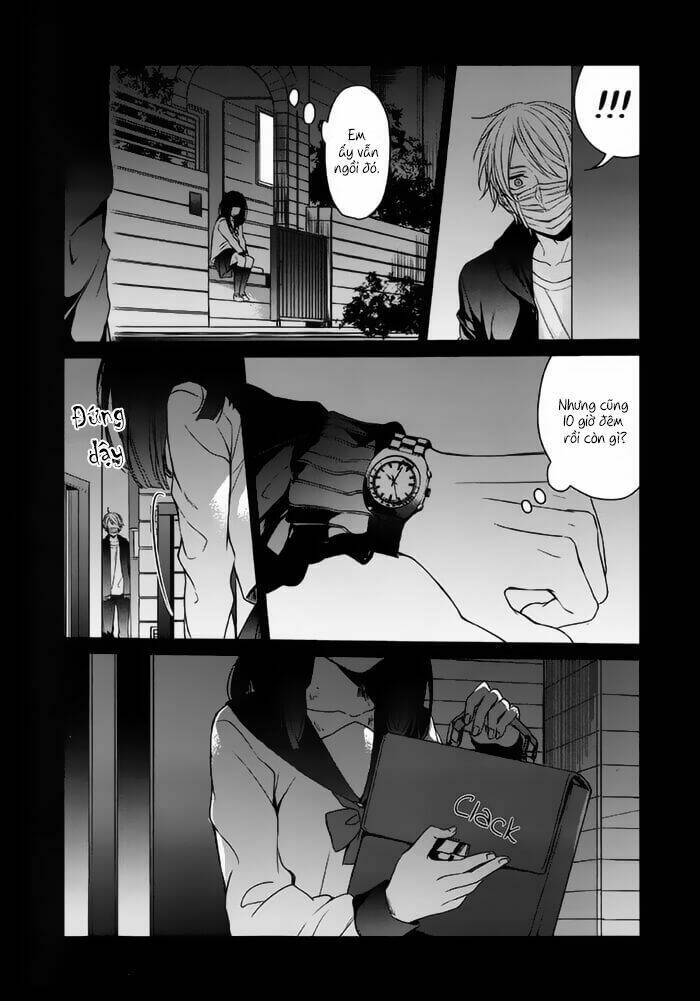 !!!
Em
ấy vẫn
ngồi đó.
Nhưng cũng
10 giờ đêm
rồi còn gì?
Đứng
dậy
Clack